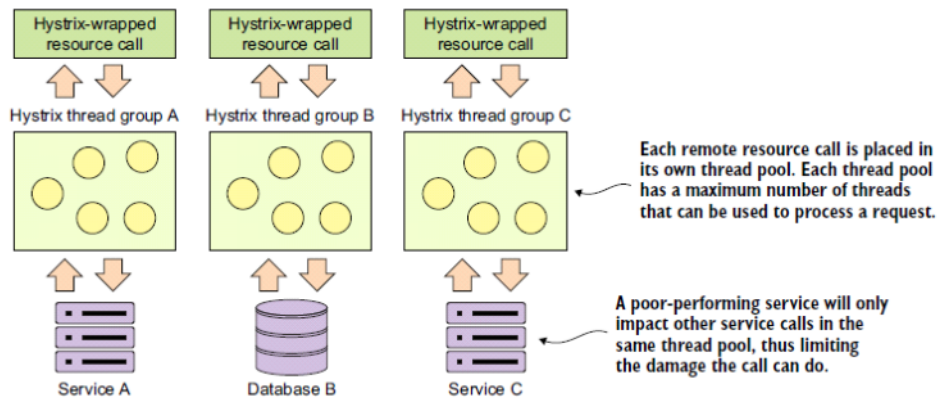 Hystrix-wrapped
resource call
Hystrix-wrapped
resource call
Hystrix-wrapped
resource call
Hystrix thread group A
Hystrix thread group B
Hystrix thread group C
Each remote resource call is placed in
its own thread pool. Each thread pool
has a maximum number of threads
that can be used to process a request.
A poor-performing service will only
impact other service calls in the
same thread pool, thus limiting
the damage the call can do.
Service A
Database B
Service C